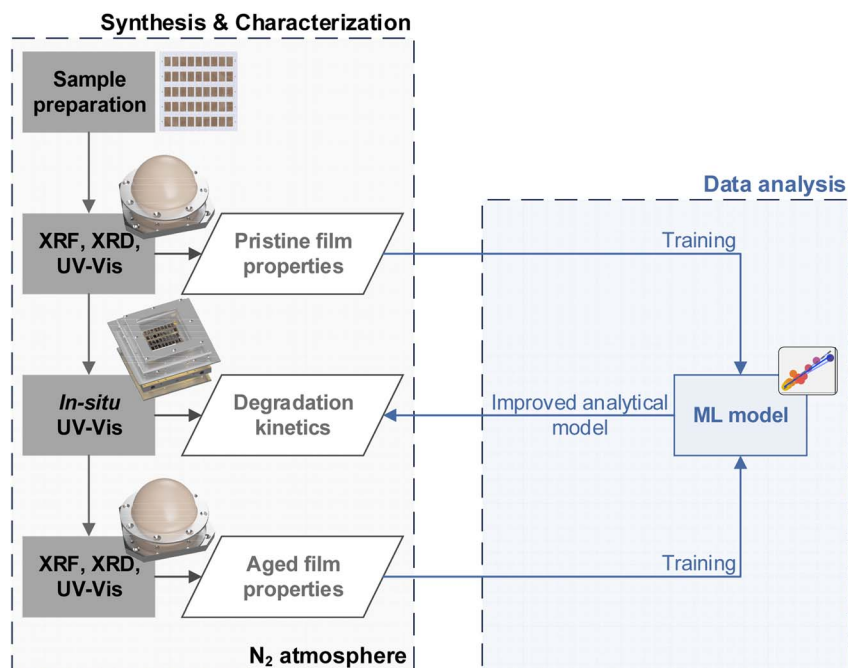 Synthesis & Characterization
Sample
preparation
Data analysis
XRF, XRD,
UV-Vis
Pristine film
properties
Training
In-situ
UV-Vis
Degradation
kinetics
Improved analytical
model
ML model
XRF, XRD,
UV-Vis
Aged film
properties
Training
N₂ atmosphere